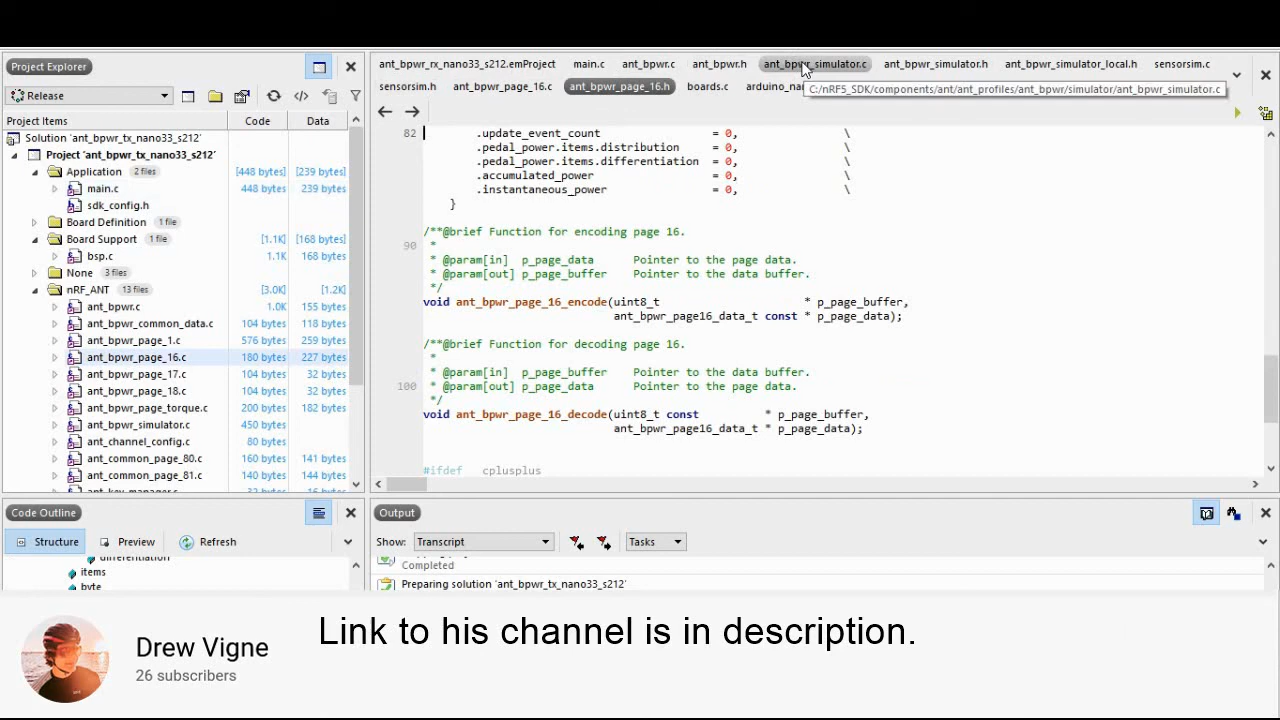 Project Explorer
Release
Project Items Code Data
Solution 'ant_bpwr_tx_nano33_s212'
Project 'ant_bpwr_tx_nano33_s212'
Application 2 files [448 bytes] [239 bytes]
main.c 448 bytes 239 bytes
sdk_config.h
Board Definition 1 file
Board Support 1 file [1.1K] [168 bytes]
bsp.c 1.1K 168 bytes
None 3 files
nRF_ANT 13 files [3.0K] [1.2K]
ant_bpwr.c 1.0K 155 bytes
ant_bpwr_common_data.c 104 bytes 118 bytes
ant_bpwr_page_1.c 576 bytes 259 bytes
ant_bpwr_page_16.c 180 bytes 227 bytes
ant_bpwr_page_17.c 104 bytes 32 bytes
ant_bpwr_page_18.c 104 bytes 32 bytes
ant_bpwr_page_torque.c 200 bytes 182 bytes
ant_bpwr_simulator.c 450 bytes
ant_channel_config.c 80 bytes
ant_common_page_80.c 160 bytes 141 bytes
ant_common_page_81.c 140 bytes 144 bytes
ant_key_manager.c 32 bytes 16 bytes
ant_bpwr_rx_nano33_s212.emProject main.c ant_bpwr.c ant_bpwr.h ant_bpwr_simulator.c ant_bpwr_simulator.h ant_bpwr_simulator_local.h sensorsim.c
sensorsim.h ant_bpwr_page_16.c ant_bpwr_page_16.h boards.c arduino_na
C:/nRF5_SDK/components/ant/ant_profiles/ant_bpwr/simulator/ant_bpwr_simulator.c
82 .update_event_count = 0, \
.pedal_power.items.distribution = 0, \
.pedal_power.items.differentiation = 0, \
.accumulated_power = 0, \
.instantaneous_power = 0, \
}
/**@brief Function for encoding page 16.
90 *
* @param[in] p_page_data Pointer to the page data.
* @param[out] p_page_buffer Pointer to the data buffer.
*/
void ant_bpwr_page_16_encode(uint8_t * p_page_buffer,
ant_bpwr_page16_data_t const * p_page_data);
/**@brief Function for decoding page 16.
*
* @param[in] p_page_buffer Pointer to the data buffer.
100 * @param[out] p_page_data Pointer to the page data.
*/
void ant_bpwr_page_16_decode(uint8_t const * p_page_buffer,
ant_bpwr_page16_data_t * p_page_data);
#ifdef cplusplus
Code Outline
Structure Preview Refresh
differentiation
items
byte
Output
Show: Transcript Tasks
Completed
Preparing solution 'ant_bpwr_tx_nano33_s212'
Drew Vigne
26 subscribers
Link to his channel is in description.